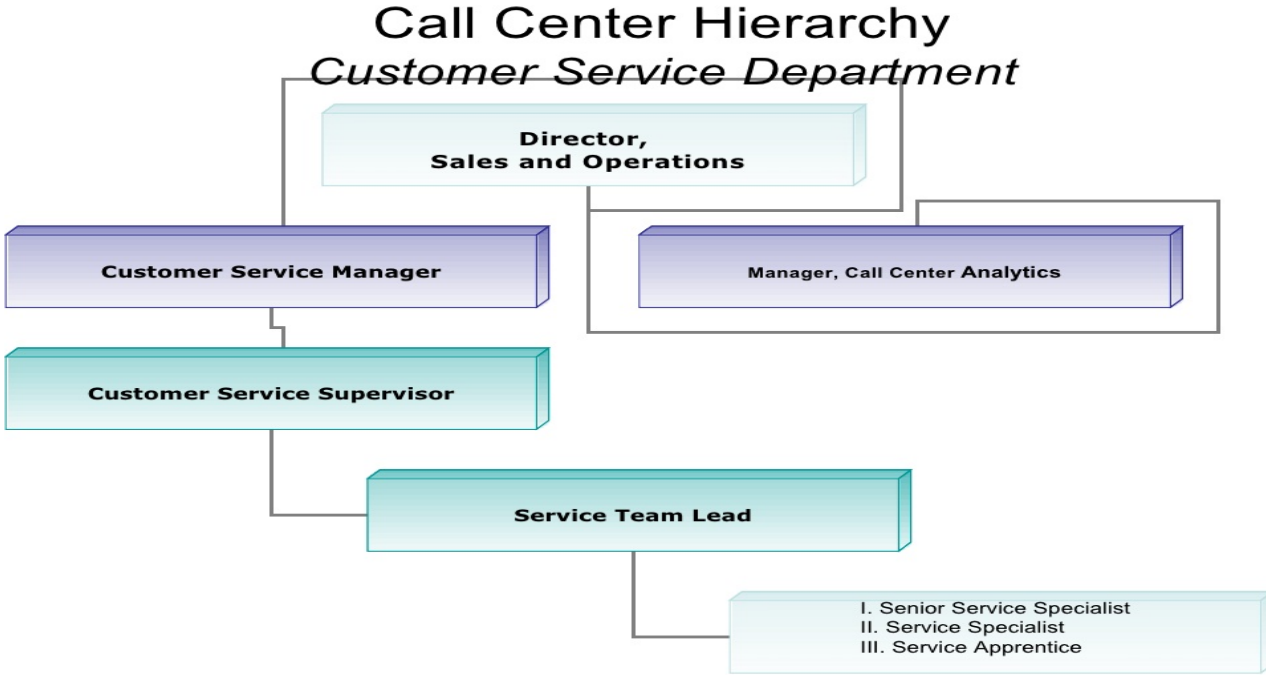 Call Center Hierarchy
Customer Service Department
Director,
Sales and Operations
Customer Service Manager
Manager, Call Center Analytics
Customer Service Supervisor
Service Team Lead
I. Senior Service Specialist
II. Service Specialist
III. Service Apprentice